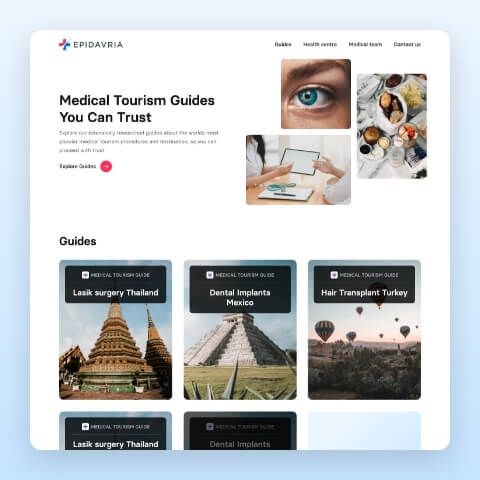 EPIDAVRIA
Guides Health centre Medical team Contact us
Medical Tourism Guides
You Can Trust
Explore our extensively researched guides about the worlds most
popular medical tourism procedures and destination, so you can
proceed with trust.
Explore Guides
Guides
MEDICAL TOURISM GUIDE
Lasik surgery Thailand
MEDICAL TOURISM GUIDE
Dental Implants
Mexico
MEDICAL TOURISM GUIDE
Hair Transplant Turkey
MEDICAL TOURISM GUIDE
Lasik surgery Thailand
MEDICAL TOURISM GUIDE
Dental Implants